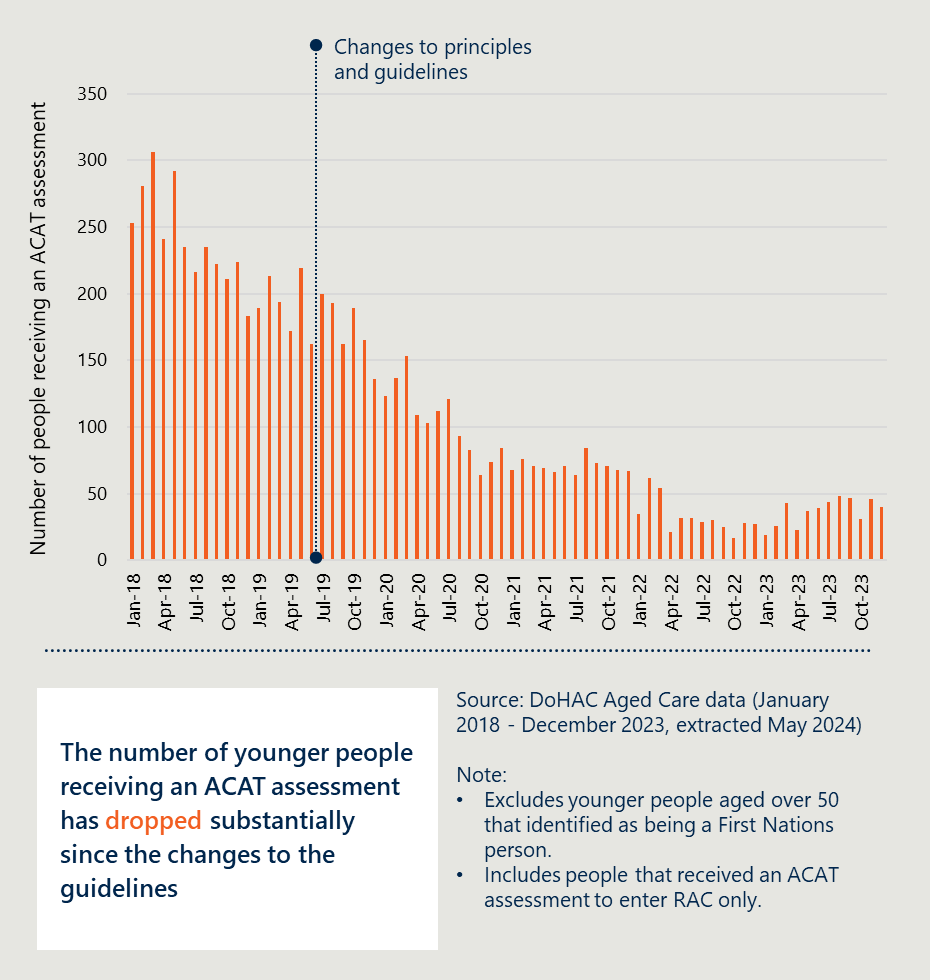 Changes to principles
and guidelines
Number of people receiving an ACAT assessment
350
300
250
200
150
100
50
0
Jan-18
Apr-18
Jul-18
Oct-18
Jan-19
Apr-19
Jul-19
Oct-19
Jan-20
Apr-20
Jul-20
Oct-20
Jan-21
Apr-21
Jul-21
Oct-21
Jan-22
Apr-22
Jul-22
Oct-22
Jan-23
Apr-23
Jul-23
Oct-23
The number of younger people
receiving an ACAT assessment
has dropped substantially
since the changes to the
guidelines
Source: DoHAC Aged Care data (January
2018 - December 2023, extracted May 2024)
Note:
• Excludes younger people aged over 50
that identified as being a First Nations
person.
• Includes people that received an ACAT
assessment to enter RAC only.